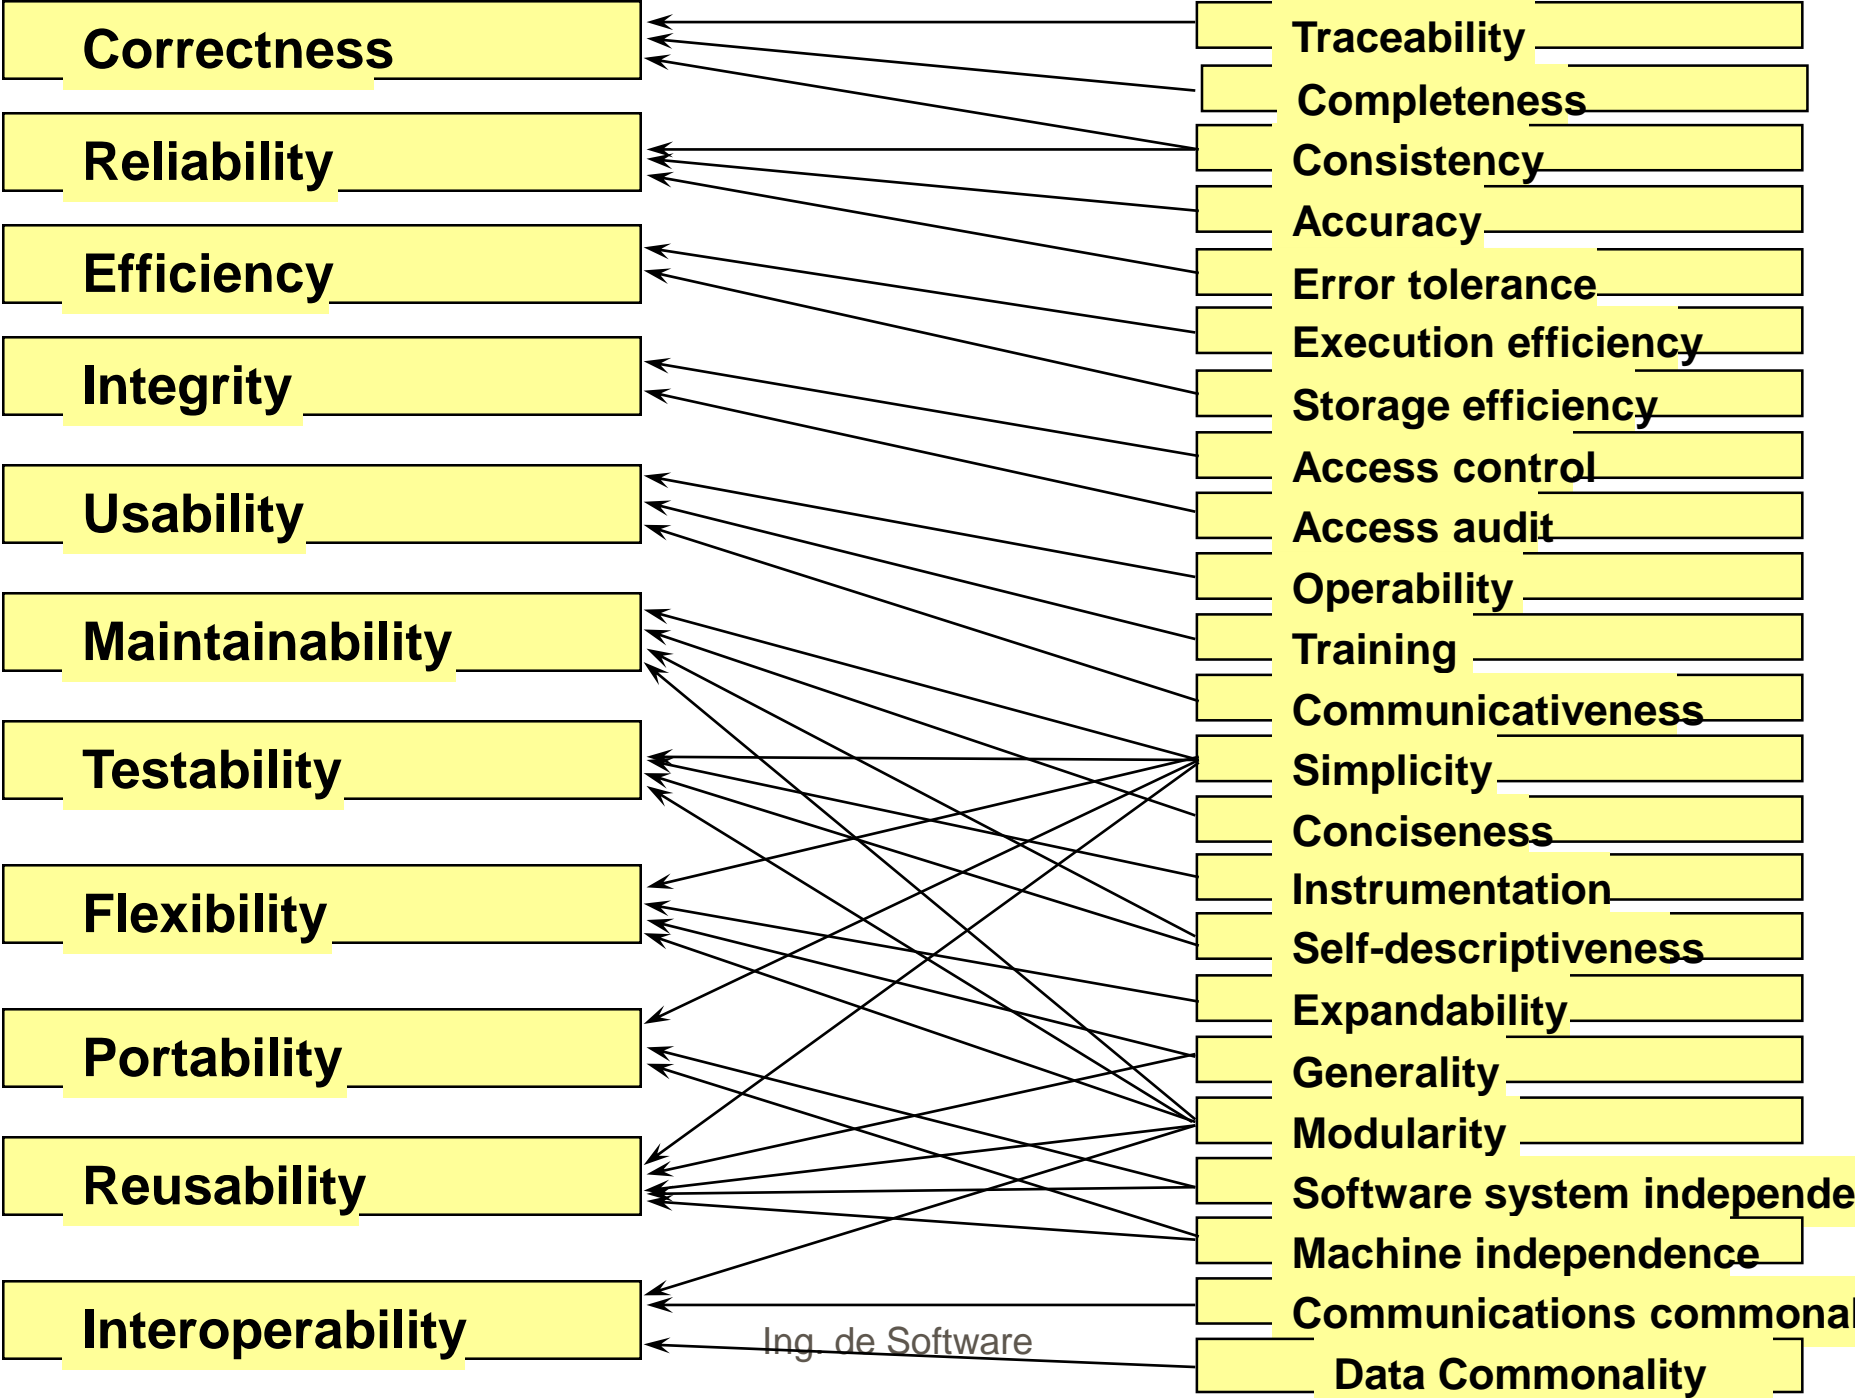 Correctness
Reliability
Efficiency
Integrity
Usability
Maintainability
Testability
Flexibility
Portability
Reusability
Interoperability
Traceability
Completeness
Consistency
Accuracy
Error tolerance
Execution efficiency
Storage efficiency
Access control
Access audit
Operability
Training
Communicativeness
Simplicity
Conciseness
Instrumentation
Self-descriptiveness
Expandability
Generality
Modularity
Software system independe
Machine independence
Communications commonal
Data Commonality
Ing. de Software